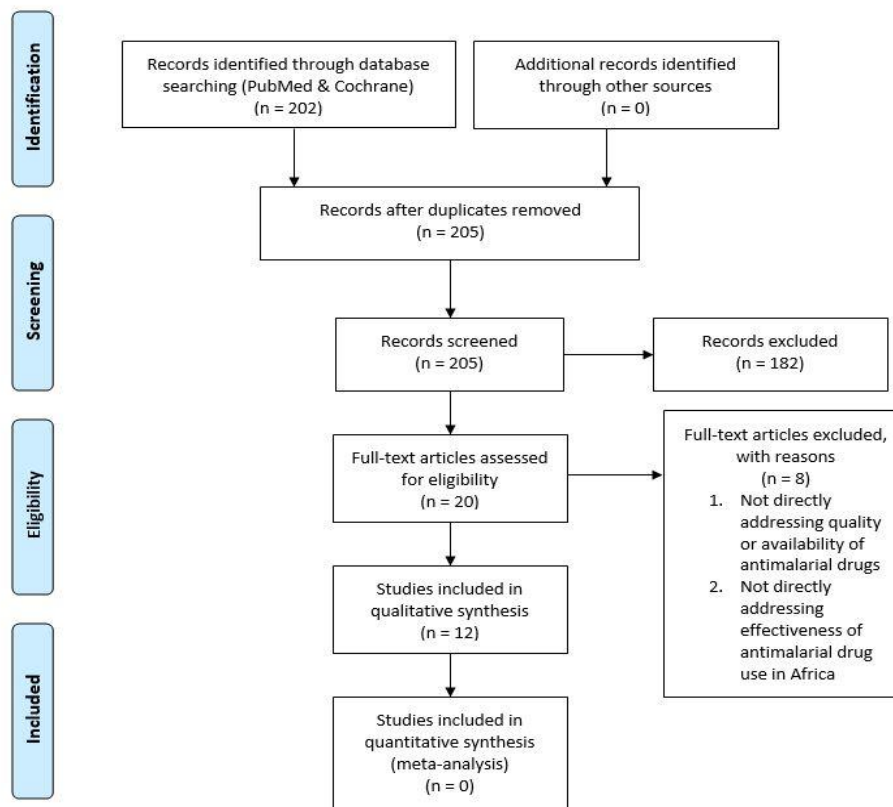 Identification
Records identified through database
searching (PubMed & Cochrane)
(n = 202)
Additional records identified
through other sources
(n = 0)
Records after duplicates removed
(n = 205)
Screening
Records screened
(n = 205)
Records excluded
(n = 182)
Eligibility
Full-text articles assessed
for eligibility
(n = 20)
Full-text articles excluded,
with reasons
(n = 8)
1. Not directly
addressing quality
or availability of
antimalarial drugs
2. Not directly
addressing
effectiveness of
antimalarial drug
use in Africa
Studies included in
qualitative synthesis
(n = 12)
Included
Studies included in
quantitative synthesis
(meta-analysis)
(n = 0)